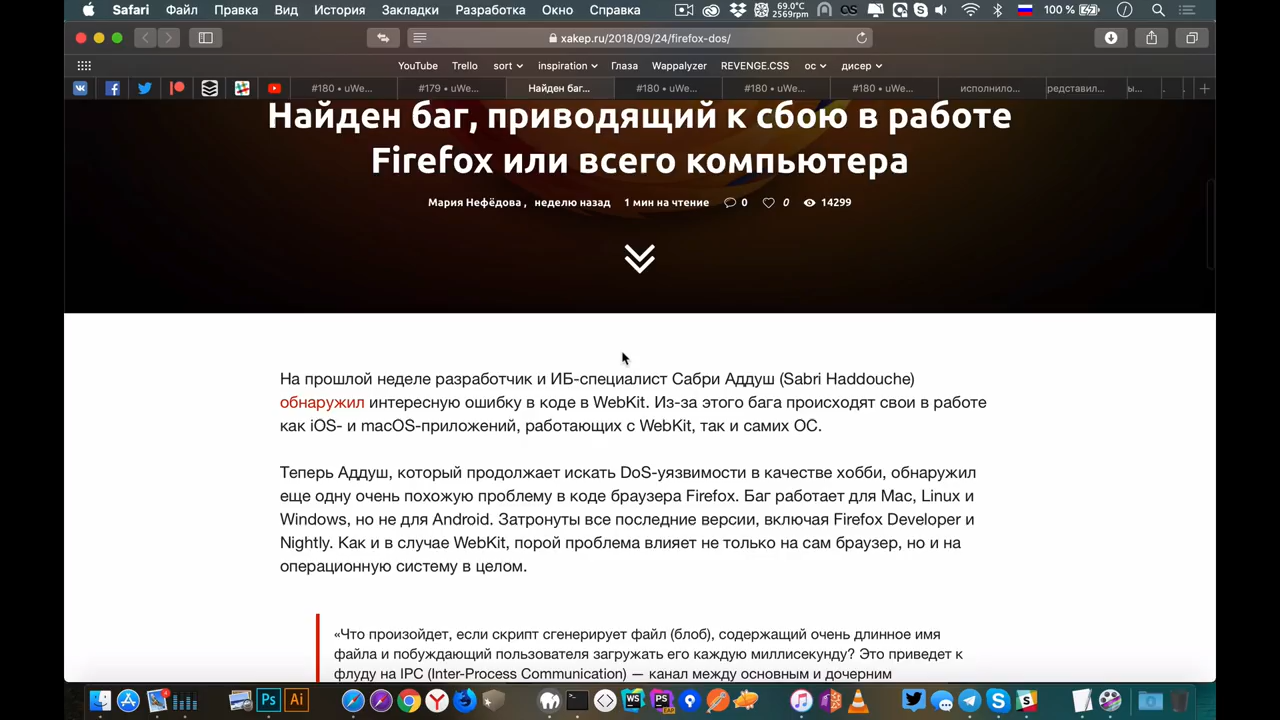 Safari Файл Правка Вид История Закладки Разработка Окно Справка 69.0°C 2569rpm OS 100 %
xakep.ru/2018/09/24/firefox-dos/
YouTube Trello sort inspiration Глаза Wappalyzer REVENGE.CSS ос дисер
#180 • uWe... #179 • uWe... Найден баг... #180 • uWe... #180 • uWe... #180 • uWe... исполнило... редставил... ы...
Найден баг, приводящий к сбою в работе
Firefox или всего компьютера
Мария Нефёдова , неделю назад 1 мин на чтение 0 0 14299
На прошлой неделе разработчик и ИБ-специалист Сабри Аддуш (Sabri Haddouche)
обнаружил интересную ошибку в коде в WebKit. Из-за этого бага происходят свои в работе
как iOS- и macOS-приложений, работающих с WebKit, так и самих ОС.
Теперь Аддуш, который продолжает искать DoS-уязвимости в качестве хобби, обнаружил
еще одну очень похожую проблему в коде браузера Firefox. Баг работает для Mac, Linux и
Windows, но не для Android. Затронуты все последние версии, включая Firefox Developer и
Nightly. Как и в случае WebKit, порой проблема влияет не только на сам браузер, но и на
операционную систему в целом.
«Что произойдет, если скрипт сгенерирует файл (блоб), содержащий очень длинное имя
файла и побуждающий пользователя загружать его каждую миллисекунду? Это приведет к
флуду на IPC (Inter-Process Communication) — канал между основным и дочерним
Ps Ai WS PS